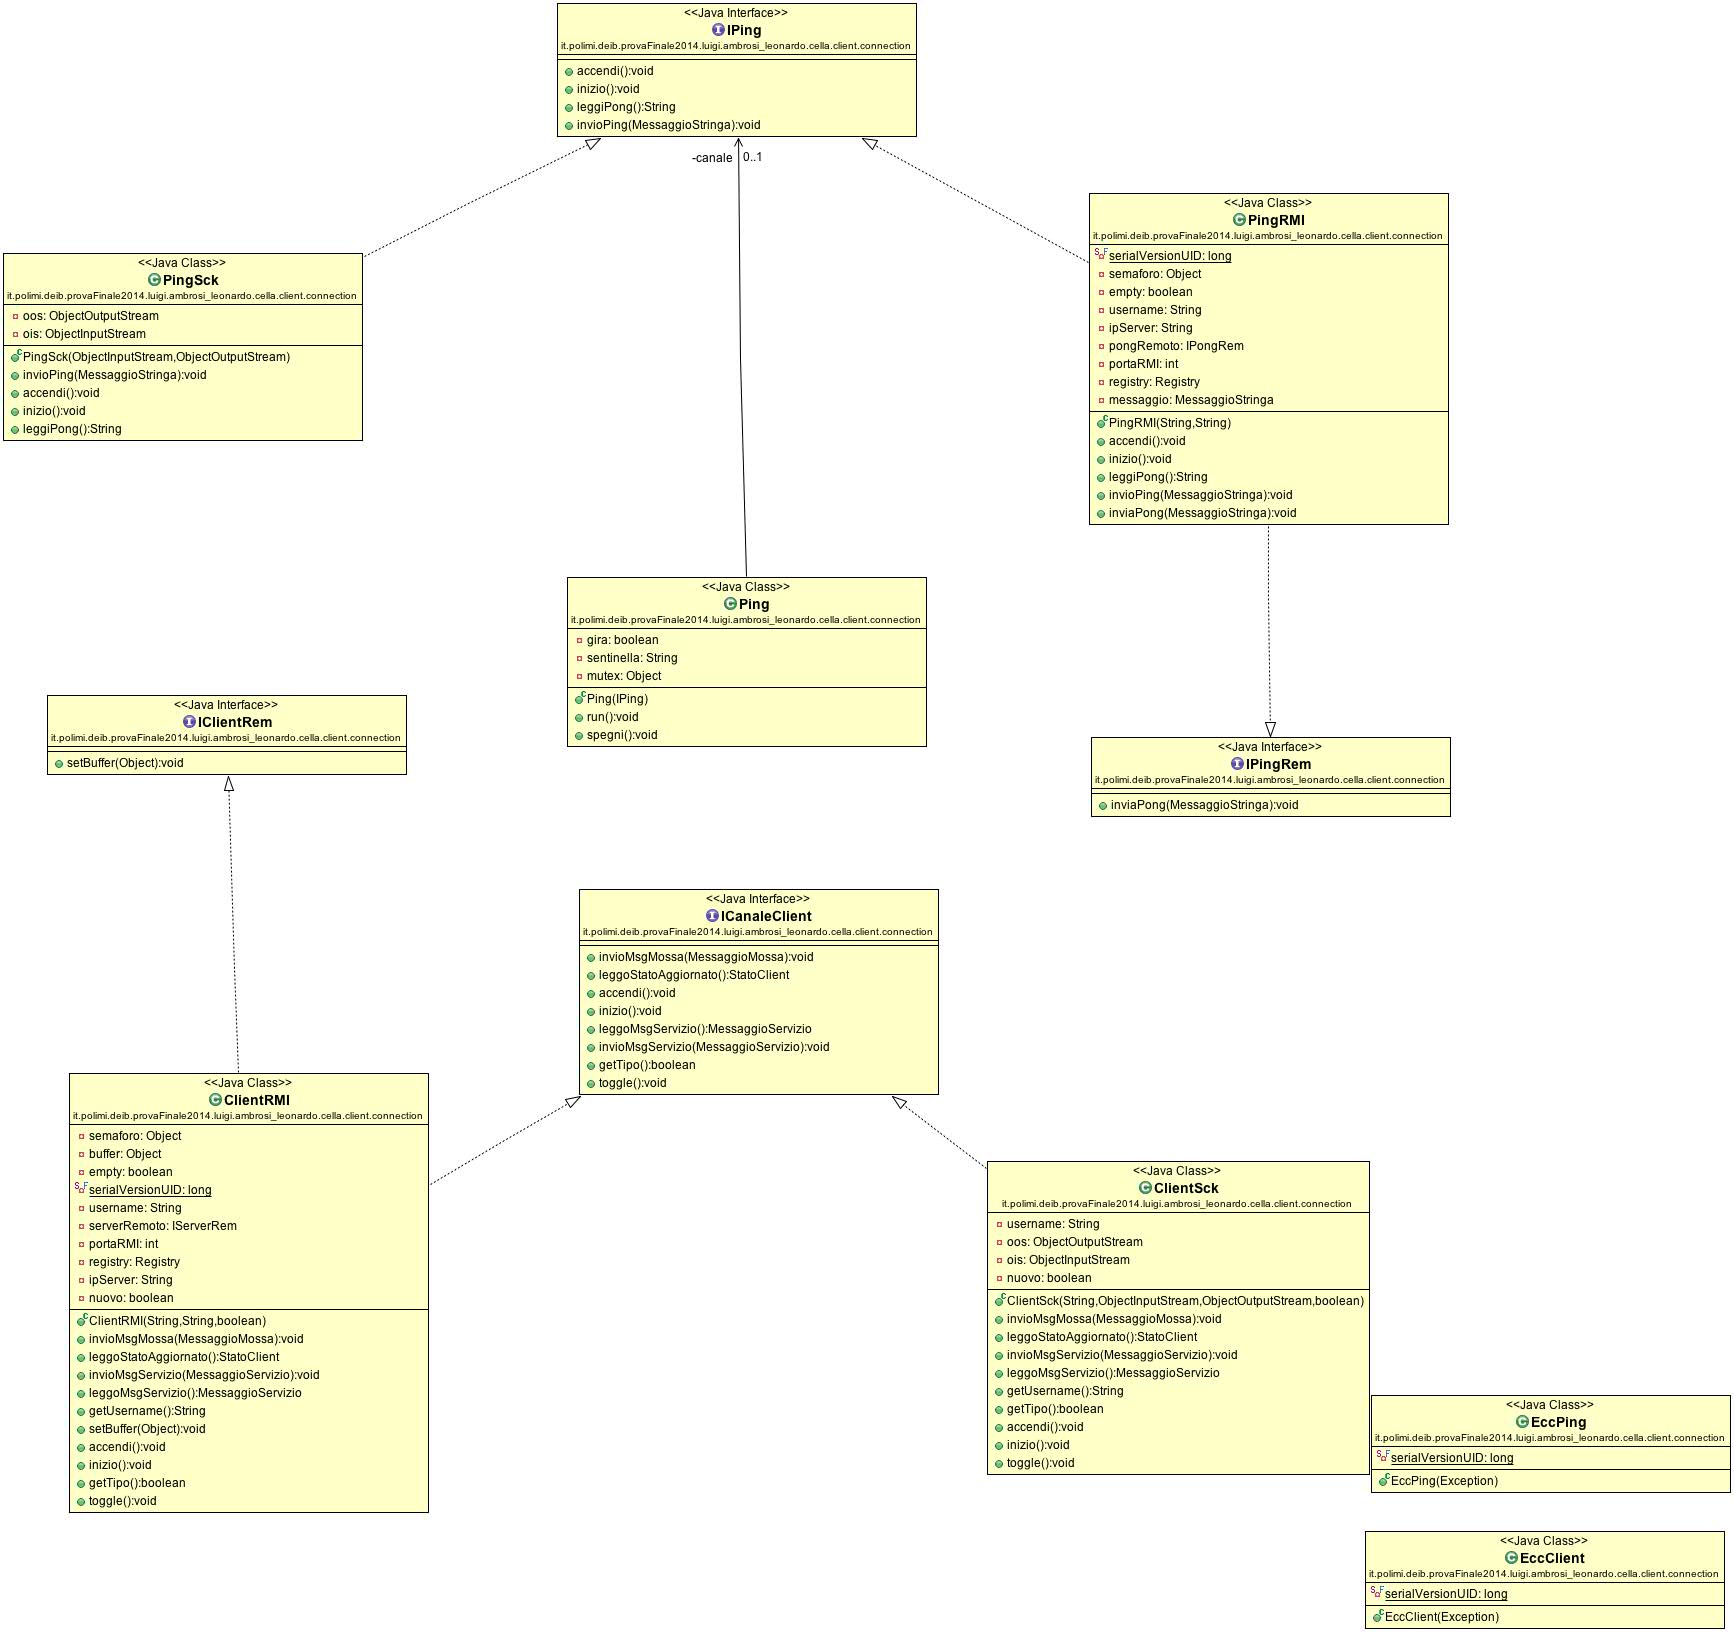 <<Java Interface>>
IPing
it.polimi.deib.provaFinale2014.luigi.ambrosi_leonardo.cella.client.connection
accendi():void
inizio():void
leggiPong():String
invioPing(MessaggioStringa):void
-canale 0..1
<<Java Class>>
PingSck
it.polimi.deib.provaFinale2014.luigi.ambrosi_leonardo.cella.client.connection
oos: ObjectOutputStream
ois: ObjectInputStream
PingSck(ObjectInputStream,ObjectOutputStream)
invioPing(MessaggioStringa):void
accendi():void
inizio():void
leggiPong():String
<<Java Class>>
PingRMI
it.polimi.deib.provaFinale2014.luigi.ambrosi_leonardo.cella.client.connection
serialVersionUID: long
semaforo: Object
empty: boolean
username: String
ipServer: String
pongRemoto: IPongRem
portaRMI: int
registry: Registry
messaggio: MessaggioStringa
PingRMI(String,String)
accendi():void
inizio():void
leggiPong():String
invioPing(MessaggioStringa):void
inviaPong(MessaggioStringa):void
<<Java Class>>
Ping
it.polimi.deib.provaFinale2014.luigi.ambrosi_leonardo.cella.client.connection
gira: boolean
sentinella: String
mutex: Object
Ping(IPing)
run():void
spegni():void
<<Java Interface>>
IClientRem
it.polimi.deib.provaFinale2014.luigi.ambrosi_leonardo.cella.client.connection
setBuffer(Object):void
<<Java Interface>>
IPingRem
it.polimi.deib.provaFinale2014.luigi.ambrosi_leonardo.cella.client.connection
inviaPong(MessaggioStringa):void
<<Java Interface>>
ICanaleClient
it.polimi.deib.provaFinale2014.luigi.ambrosi_leonardo.cella.client.connection
invioMsgMossa(MessaggioMossa):void
leggoStatoAggiornato():StatoClient
accendi():void
inizio():void
leggoMsgServizio():MessaggioServizio
invioMsgServizio(MessaggioServizio):void
getTipo():boolean
toggle():void
<<Java Class>>
ClientRMI
it.polimi.deib.provaFinale2014.luigi.ambrosi_leonardo.cella.client.connection
semaforo: Object
buffer: Object
empty: boolean
serialVersionUID: long
username: String
serverRemoto: IServerRem
portaRMI: int
registry: Registry
ipServer: String
nuovo: boolean
ClientRMI(String,String,boolean)
invioMsgMossa(MessaggioMossa):void
leggoStatoAggiornato():StatoClient
invioMsgServizio(MessaggioServizio):void
leggoMsgServizio():MessaggioServizio
getUsername():String
setBuffer(Object):void
accendi():void
inizio():void
getTipo():boolean
toggle():void
<<Java Class>>
ClientSck
it.polimi.deib.provaFinale2014.luigi.ambrosi_leonardo.cella.client.connection
username: String
oos: ObjectOutputStream
ois: ObjectInputStream
nuovo: boolean
ClientSck(String,ObjectInputStream,ObjectOutputStream,boolean)
invioMsgMossa(MessaggioMossa):void
leggoStatoAggiornato():StatoClient
invioMsgServizio(MessaggioServizio):void
leggoMsgServizio():MessaggioServizio
getUsername():String
getTipo():boolean
accendi():void
inizio():void
toggle():void
<<Java Class>>
EccPing
it.polimi.deib.provaFinale2014.luigi.ambrosi_leonardo.cella.client.connection
serialVersionUID: long
EccPing(Exception)
<<Java Class>>
EccClient
it.polimi.deib.provaFinale2014.luigi.ambrosi_leonardo.cella.client.connection
serialVersionUID: long
EccClient(Exception)